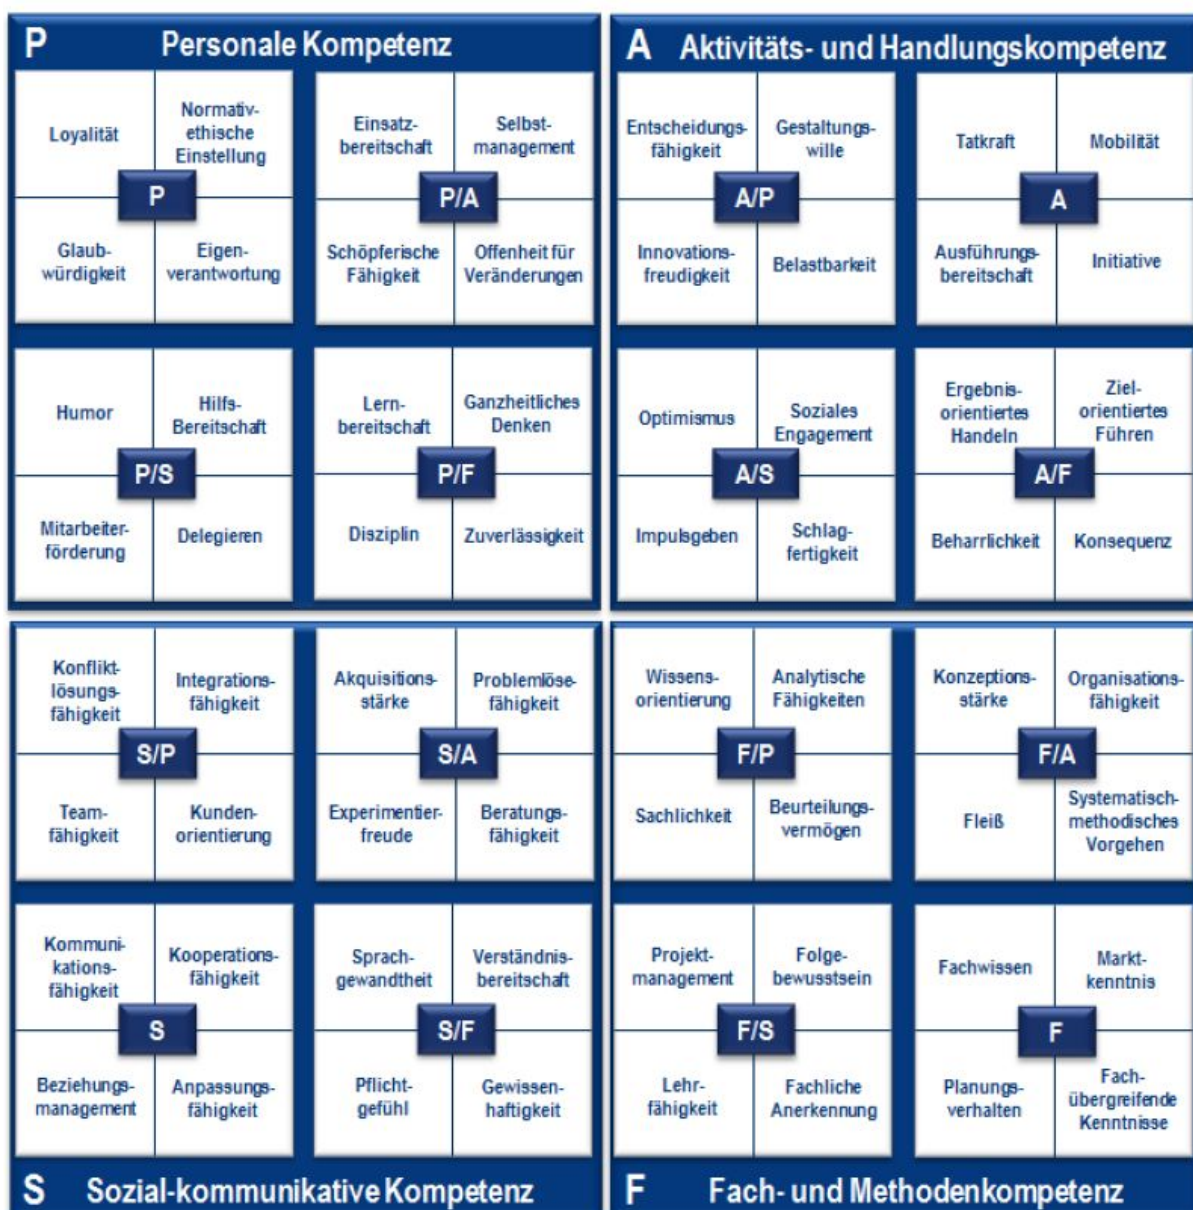 P Personale Kompetenz
Loyalität
Normativ-
ethische
Einstellung
P
Glaub-
würdigkeit
Eigen-
verantwortung
Einsatz-
bereitschaft
Selbst-
management
P/A
Schöpferische
Fähigkeit
Offenheit für
Veränderungen
Humor
Hilfs-
Bereitschaft
P/S
Mitarbeiter-
förderung
Delegieren
Lern-
bereitschaft
Ganzheitliches
Denken
P/F
Disziplin
Zuverlässigkeit
A Aktivitäts- und Handlungskompetenz
Entscheidungs-
fähigkeit
Gestaltungs-
wille
A/P
Innovations-
freudigkeit
Belastbarkeit
Tatkraft
Mobilität
A
Ausführungs-
bereitschaft
Initiative
Optimismus
Soziales
Engagement
A/S
Impulsgeben
Schlag-
fertigkeit
Ergebnis-
orientiertes
Handeln
Ziel-
orientiertes
Führen
A/F
Beharrlichkeit
Konsequenz
Konflikt-
lösungs-
fähigkeit
Integrations-
fähigkeit
S/P
Team-
fähigkeit
Kunden-
orientierung
Akquisitions-
stärke
Problemlöse-
fähigkeit
S/A
Experimentier-
freude
Beratungs-
fähigkeit
Kommuni-
kations-
fähigkeit
Kooperations-
fähigkeit
S
Beziehungs-
management
Anpassungs-
fähigkeit
Sprach-
gewandtheit
Verständnis-
bereitschaft
S/F
Pflicht-
gefühl
Gewissen-
haftigkeit
S Sozial-kommunikative Kompetenz
Wissens-
orientierung
Analytische
Fähigkeiten
F/P
Sachlichkeit
Beurteilungs-
vermögen
Konzeptions-
stärke
Organisations-
fähigkeit
F/A
Fleiß
Systematisch-
methodisches
Vorgehen
Projekt-
management
Folge-
bewusstsein
F/S
Lehr-
fähigkeit
Fachliche
Anerkennung
Fachwissen
Markt-
kenntnis
F
Planungs-
verhalten
Fach-
übergreifende
Kenntnisse
F Fach- und Methodenkompetenz